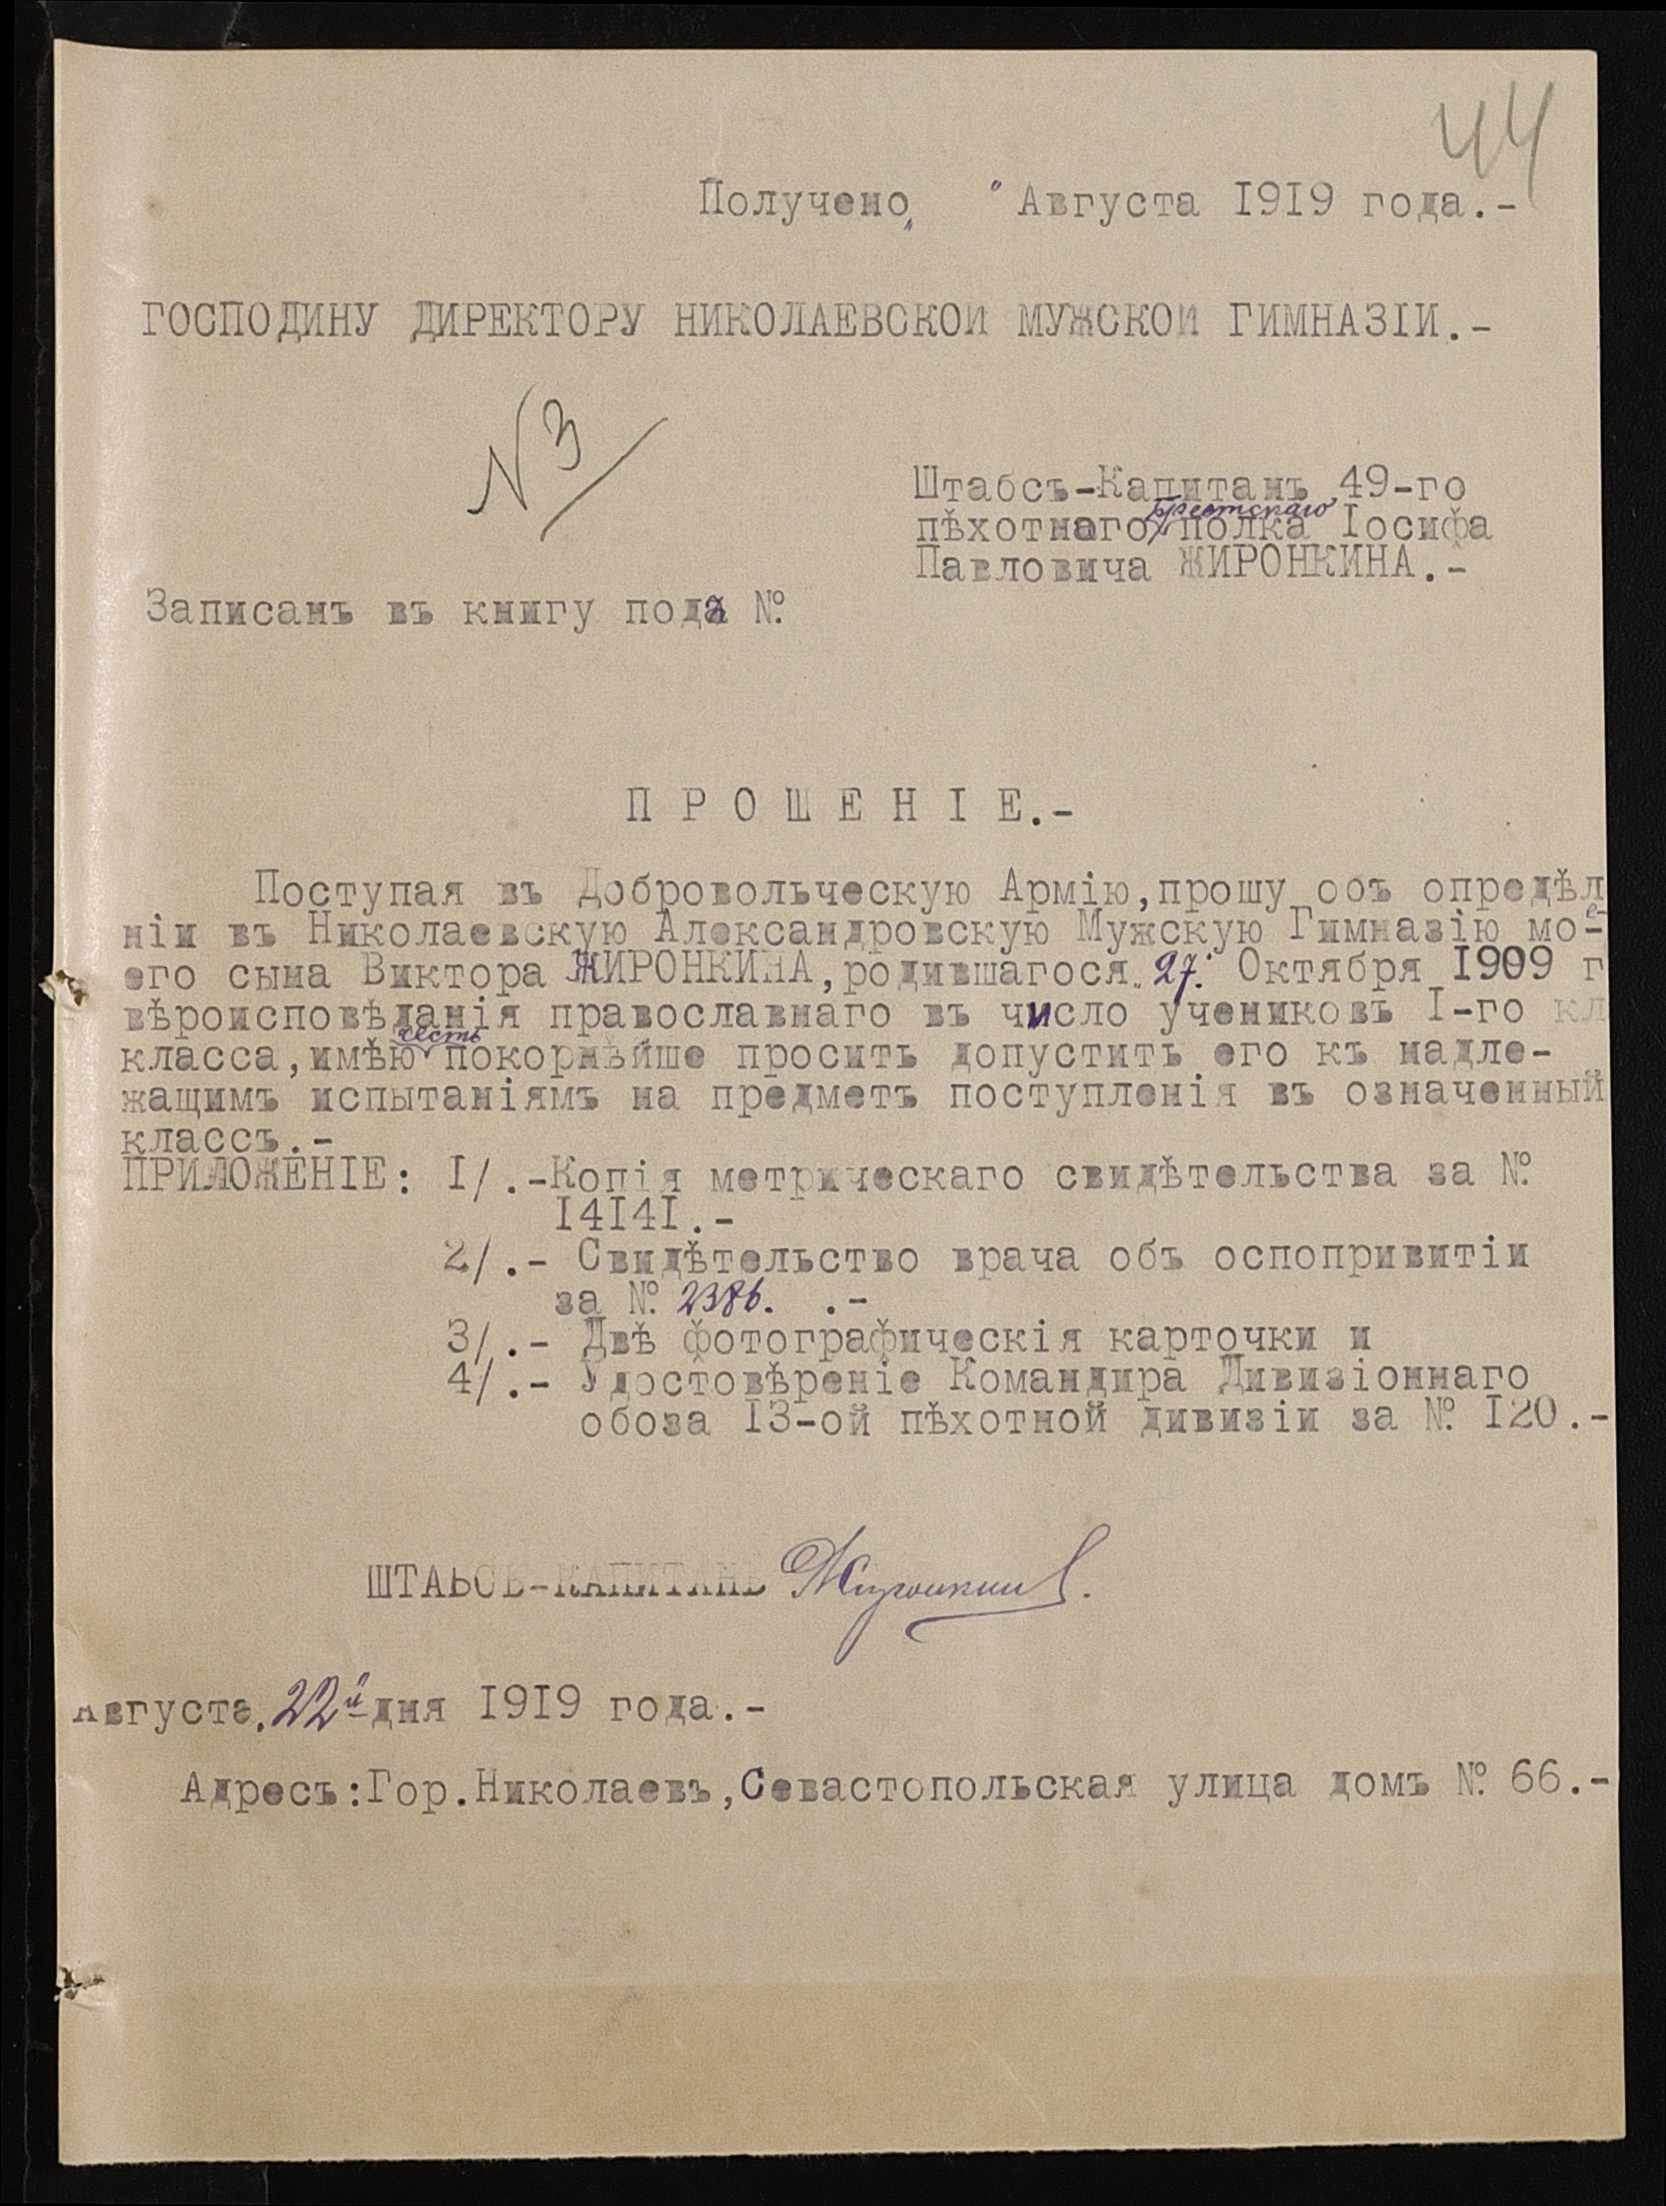 44
Получено „ " Августа 1919 года.-
ГОСПОДИНУ ДИРЕКТОРУ НИКОЛАЕВСКОИ МУЖСКОИ ГИМНАЗІИ.-
N 3
Штабсъ-Капитанъ 49-го
пѣхотнаго Брестскаго полка Іосифа
Павловича ЖИРОНКИНА.-
Записанъ въ книгу подъ №
П Р О Ш Е Н І Е.-
Поступая въ Добровольческую Армію, прошу объ опредѣле-
ніи въ Николаевскую Александровскую Мужскую Гимназію мо-
его сына Виктора ЖИРОНКИНА, родившагося „27" Октября 1909 г
вѣроисповѣданія православнаго въ число учениковъ I-го кл
класса, имѣю честь покорнѣйше просить допустить его къ надле-
жащимъ испытаніямъ на предметъ поступленія въ означенный
классъ.-
ПРИЛОЖЕНІЕ: I/.-Копія метрическаго свидѣтельства за №
I4I4I.-
2/.- Свидѣтельство врача объ оспопривитіи
за № 2386. .-
3/.- Двѣ фотографическія карточки и
4/.- Удостовѣреніе Командира Дивизіоннаго
обоза I3-ой пѣхотной дивизіи за № I20.-
ШТАБСЪ-КАПИТАНЪ Жиронкинъ.
Августа 22 дня 1919 года.-
Адресъ: Гор. Николаевъ, Севастопольская улица домъ № 66.-